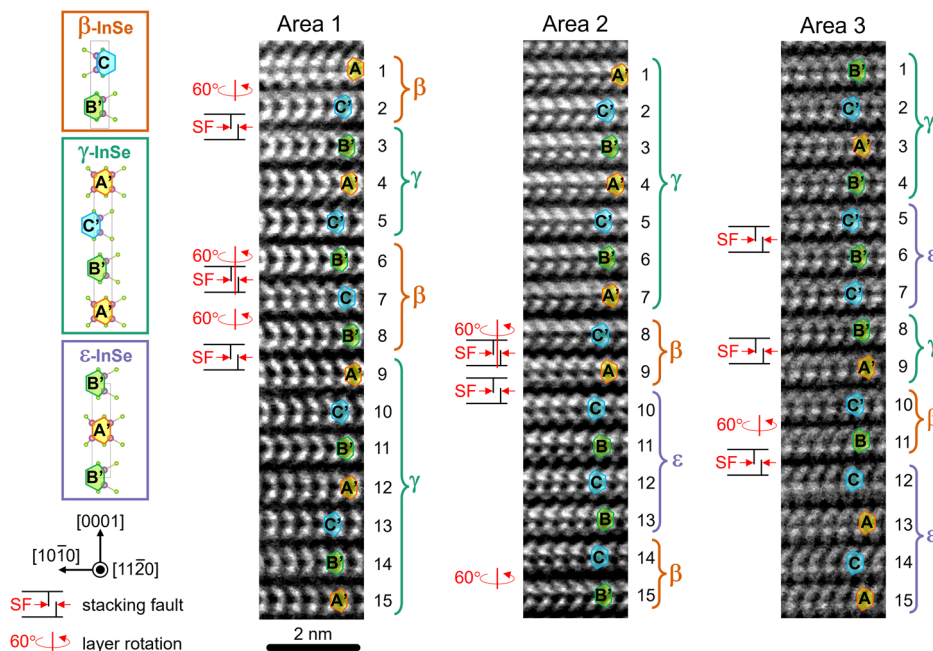 β-InSe
C
B’
γ-InSe
A’
C’
B’
A’
ε-InSe
B’
A’
B’
[0001]
[101̅0]
[112̅0]
SF
stacking fault
60°
layer rotation
Area 1
A 1
60°
β
C’ 2
SF
B’ 3
A’ 4
γ
C’ 5
60°
B’ 6
SF
C 7
β
60°
B’ 8
SF
A’ 9
C’ 10
B’ 11
A’ 12
γ
C’ 13
B’ 14
A’ 15
2 nm
Area 2
A’ 1
C’ 2
B’ 3
A’ 4
γ
C’ 5
B’ 6
A’ 7
60°
C’ 8
SF
β
A 9
SF
C 10
B 11
ε
C 12
B 13
C 14
β
60°
B’ 15
Area 3
B’ 1
C’ 2
γ
A’ 3
B’ 4
C’ 5
SF
B’ 6
ε
C’ 7
B’ 8
SF
γ
A’ 9
C’ 10
60°
β
B 11
SF
C 12
A 13
ε
C 14
A 15